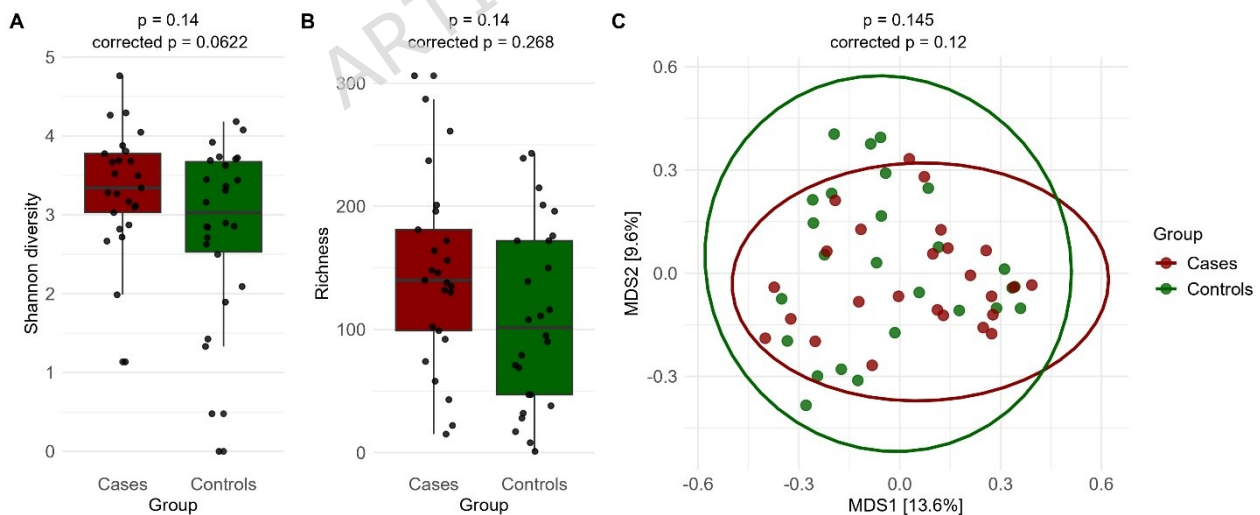 A
p = 0.14
corrected p = 0.0622
Shannon diversity
5
4
3
2
1
0
Cases
Controls
Group
B
p = 0.14
corrected p = 0.268
ARTI
Richness
300
200
100
0
Cases
Controls
Group
C
p = 0.145
corrected p = 0.12
MDS2 [9.6%]
0.6
0.3
0.0
-0.3
-0.6
-0.3
0.0
0.3
0.6
MDS1 [13.6%]
Group
Cases
Controls